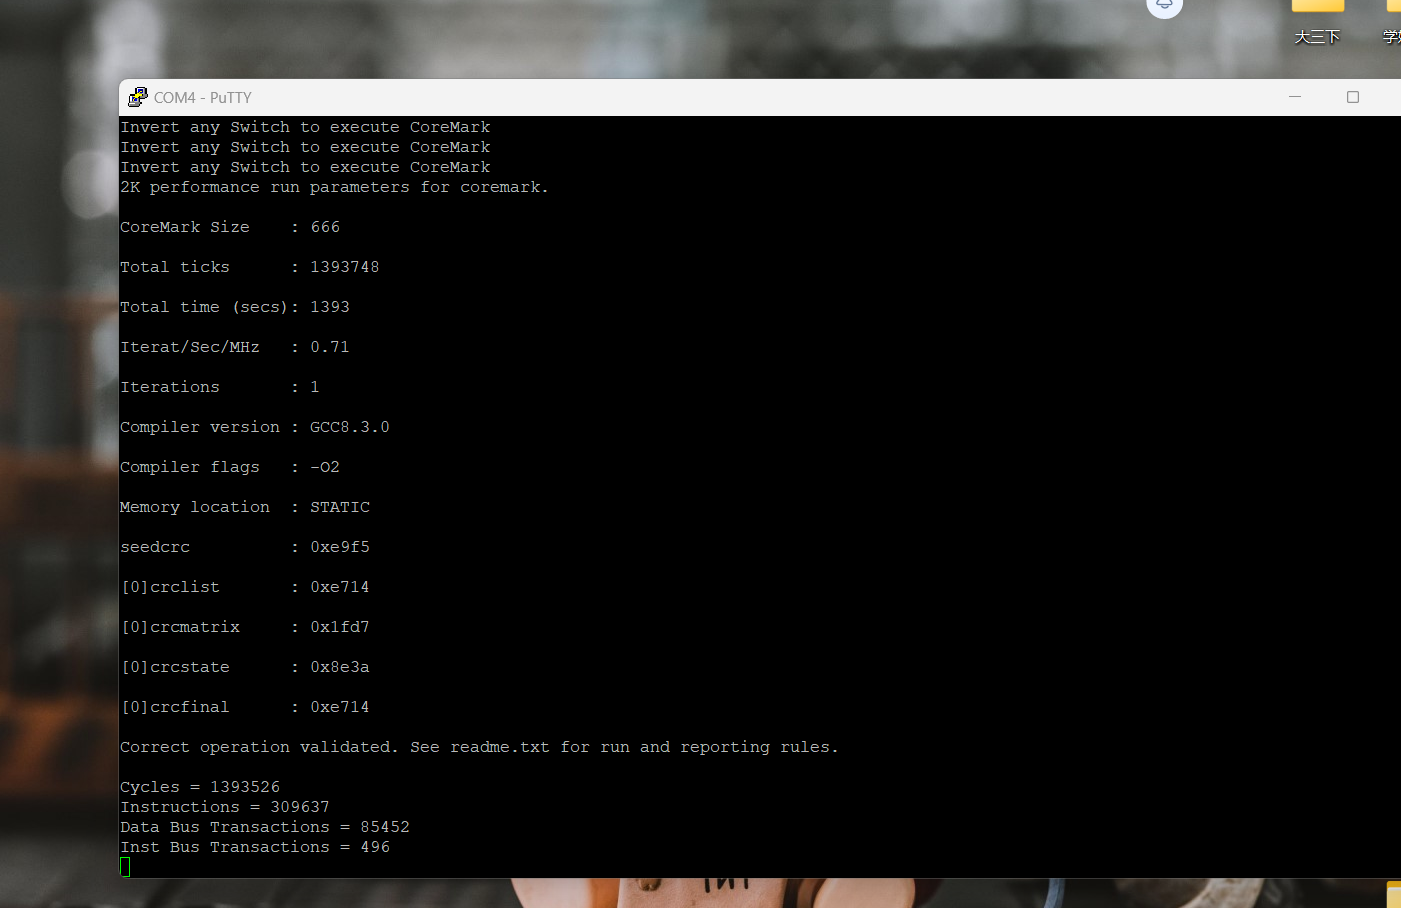 大三下
学
COM4 - PuTTY
Invert any Switch to execute CoreMark
Invert any Switch to execute CoreMark
Invert any Switch to execute CoreMark
2K performance run parameters for coremark.
CoreMark Size : 666
Total ticks : 1393748
Total time (secs): 1393
Iterat/Sec/MHz : 0.71
Iterations : 1
Compiler version : GCC8.3.0
Compiler flags : -O2
Memory location : STATIC
seedcrc : 0xe9f5
[0]crclist : 0xe714
[0]crcmatrix : 0x1fd7
[0]crcstate : 0x8e3a
[0]crcfinal : 0xe714
Correct operation validated. See readme.txt for run and reporting rules.
Cycles = 1393526
Instructions = 309637
Data Bus Transactions = 85452
Inst Bus Transactions = 496